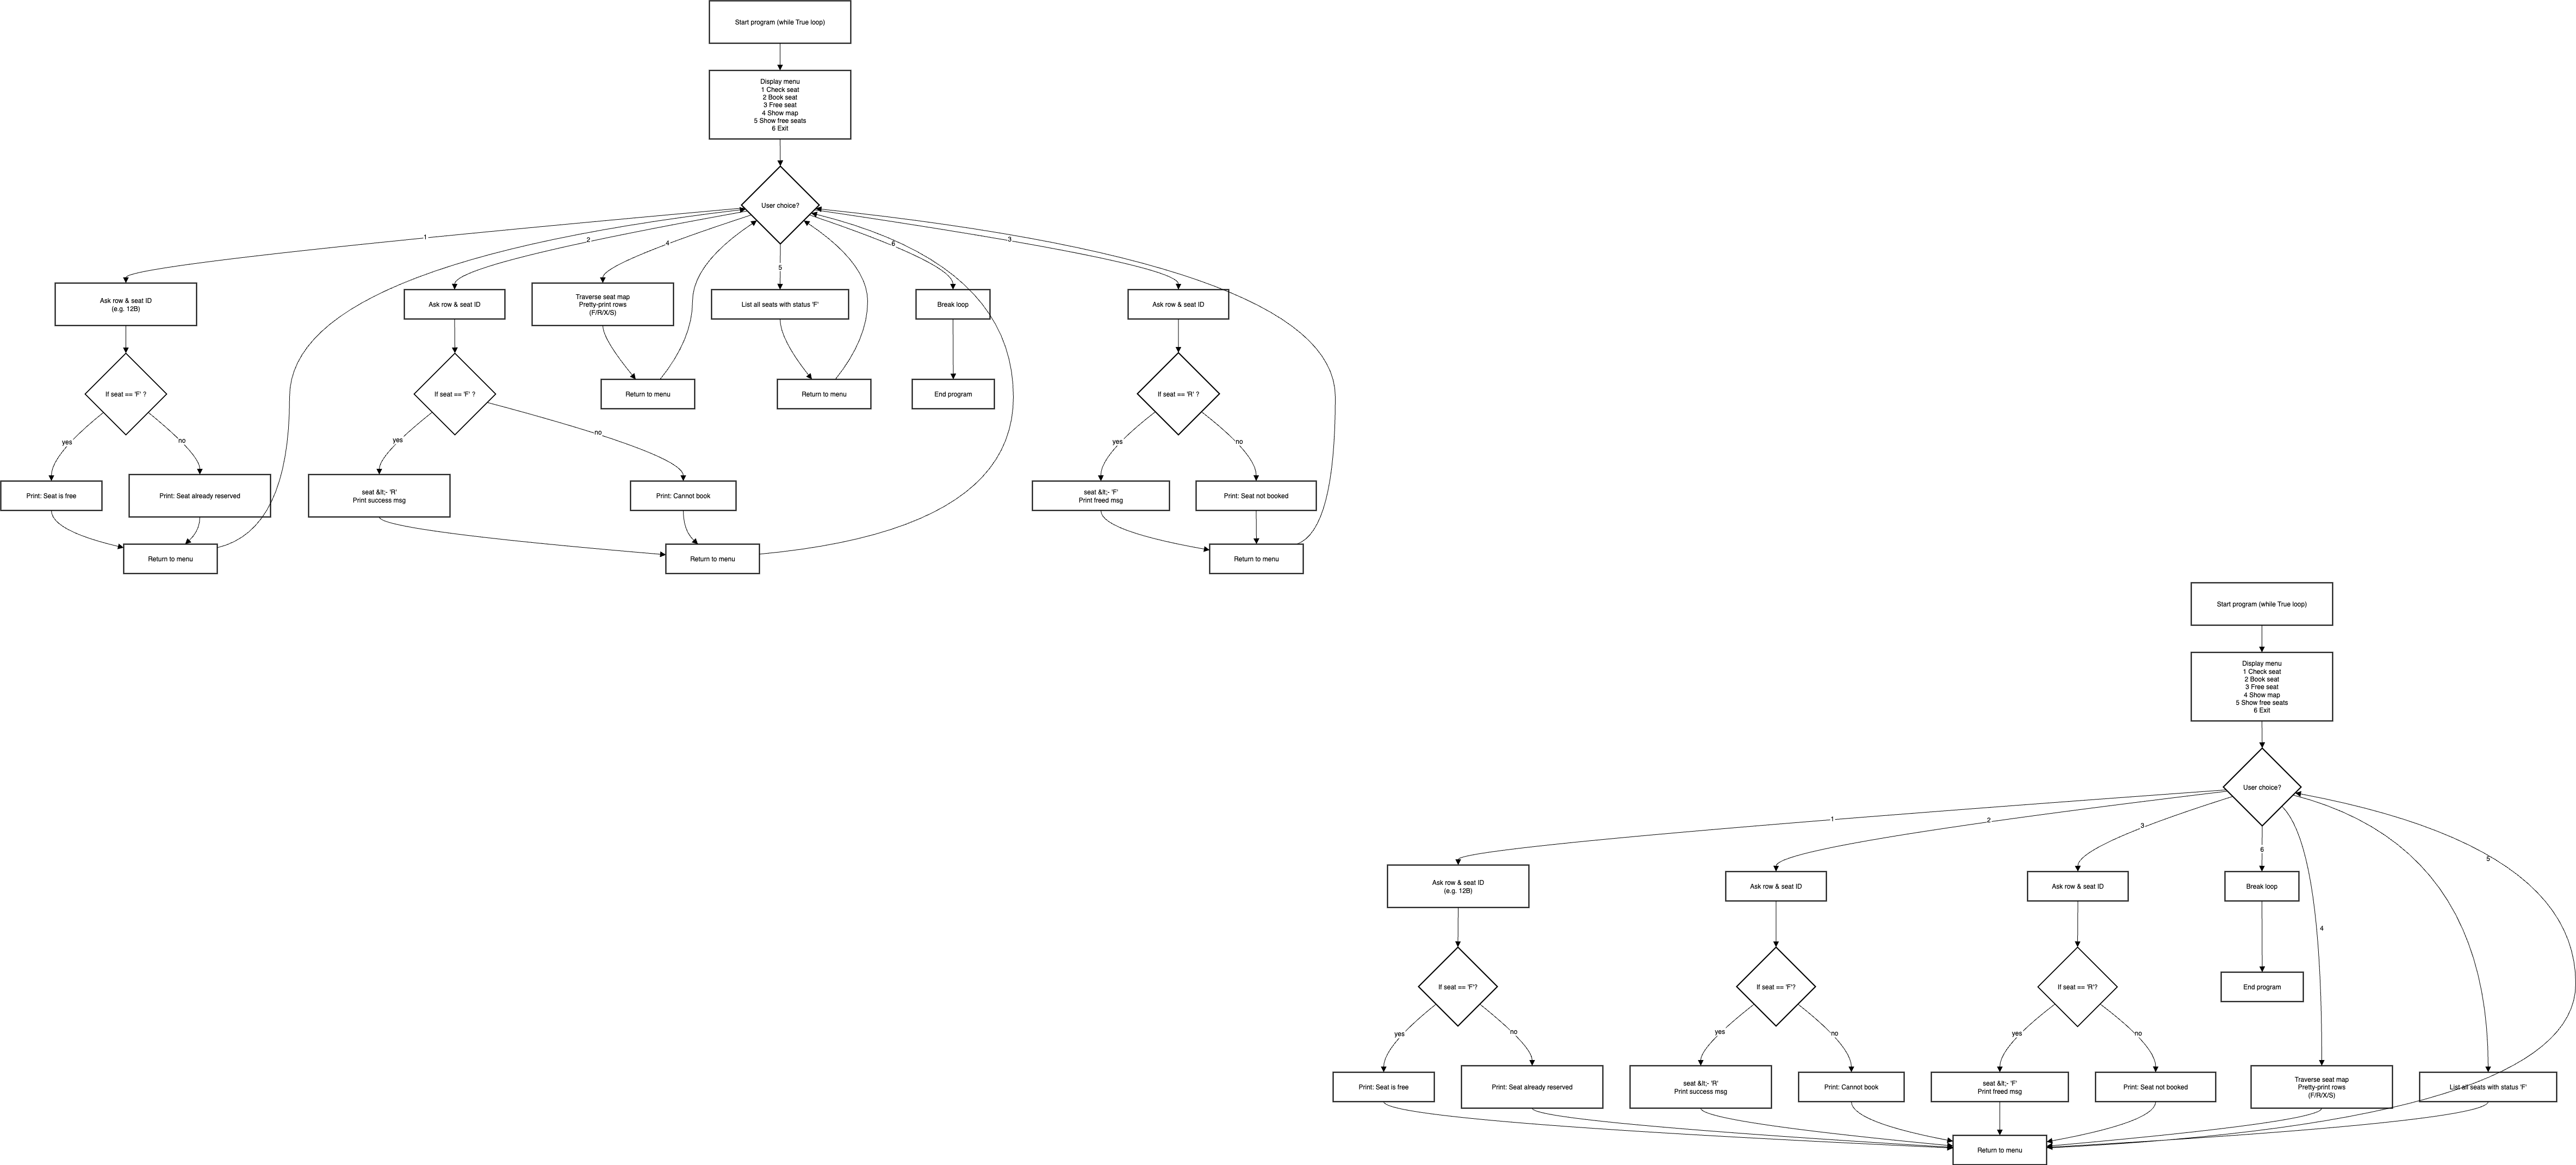 Start program (while True loop)
Display menu
1 Check seat
2 Book seat
3 Free seat
4 Show map
5 Show free seats
6 Exit
User choice?
1
2
4
5
6
3
Ask row & seat ID
(e.g. 12B)
Ask row & seat ID
Traverse seat map
Pretty-print rows
(F/R/X/S)
List all seats with status 'F'
Break loop
Ask row & seat ID
If seat == 'F' ?
If seat == 'F' ?
Return to menu
Return to menu
End program
If seat == 'R' ?
yes
no
yes
no
yes
no
Print: Seat is free
Print: Seat already reserved
seat &lt;- 'R'
Print success msg
Print: Cannot book
seat &lt;- 'F'
Print freed msg
Print: Seat not booked
Return to menu
Return to menu
Return to menu
Start program (while True loop)
Display menu
1 Check seat
2 Book seat
3 Free seat
4 Show map
5 Show free seats
6 Exit
User choice?
1
2
3
6
4
5
Ask row & seat ID
(e.g. 12B)
Ask row & seat ID
Ask row & seat ID
Break loop
If seat == 'F'?
If seat == 'F'?
If seat == 'R'?
End program
yes
no
yes
no
yes
no
Print: Seat is free
Print: Seat already reserved
seat &lt;- 'R'
Print success msg
Print: Cannot book
seat &lt;- 'F'
Print freed msg
Print: Seat not booked
Traverse seat map
Pretty-print rows
(F/R/X/S)
List all seats with status 'F'
Return to menu